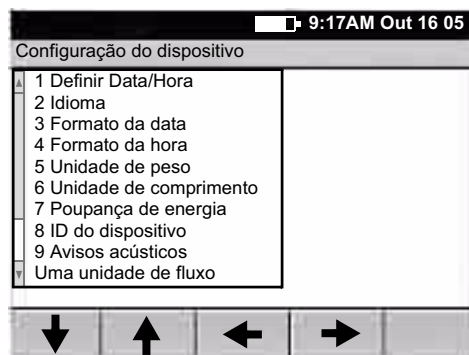 9:17AM Out 16 05
Configuração do dispositivo
1 Definir Data/Hora
2 Idioma
3 Formato da data
4 Formato da hora
5 Unidade de peso
6 Unidade de comprimento
7 Poupança de energia
8 ID do dispositivo
9 Avisos acústicos
Uma unidade de fluxo